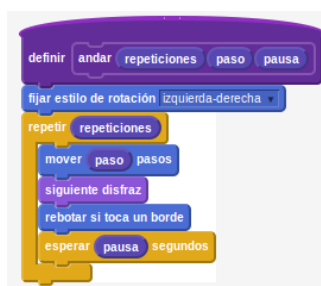 definir andar repeticiones paso pausa
fijar estilo de rotación izquierda-derecha
repetir repeticiones
mover paso pasos
siguiente disfraz
rebotar si toca un borde
esperar pausa segundos